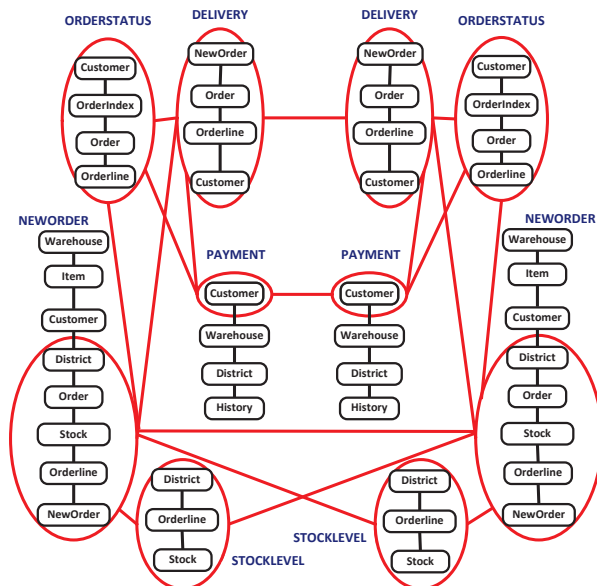 ORDERSTATUS
Customer
OrderIndex
Order
Orderline
DELIVERY
NewOrder
Order
Orderline
Customer
DELIVERY
NewOrder
Order
Orderline
Customer
ORDERSTATUS
Customer
OrderIndex
Order
Orderline
NEWORDER
Warehouse
Item
Customer
District
Order
Stock
Orderline
NewOrder
PAYMENT
Customer
Warehouse
District
History
PAYMENT
Customer
Warehouse
District
History
NEWORDER
Warehouse
Item
Customer
District
Order
Stock
Orderline
NewOrder
District
Orderline
Stock
STOCKLEVEL
District
Orderline
Stock
STOCKLEVEL